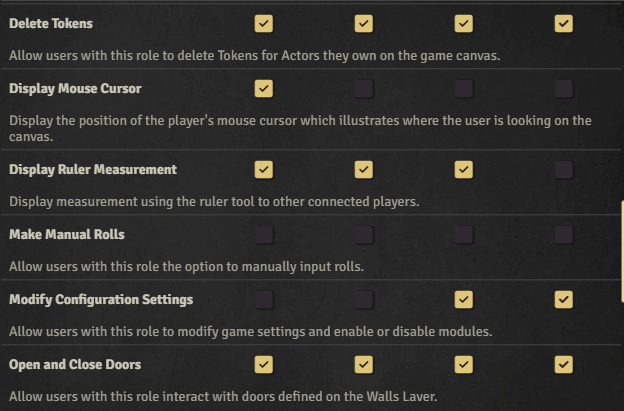 Delete Tokens
Allow users with this role to delete Tokens for Actors they own on the game canvas.
Display Mouse Cursor
Display the position of the player's mouse cursor which illustrates where the user is looking on the
canvas.
Display Ruler Measurement
Display measurement using the ruler tool to other connected players.
Make Manual Rolls
Allow users with this role the option to manually input rolls.
Modify Configuration Settings
Allow users with this role to modify game settings and enable or disable modules.
Open and Close Doors
Allow users with this role interact with doors defined on the Walls Layer.